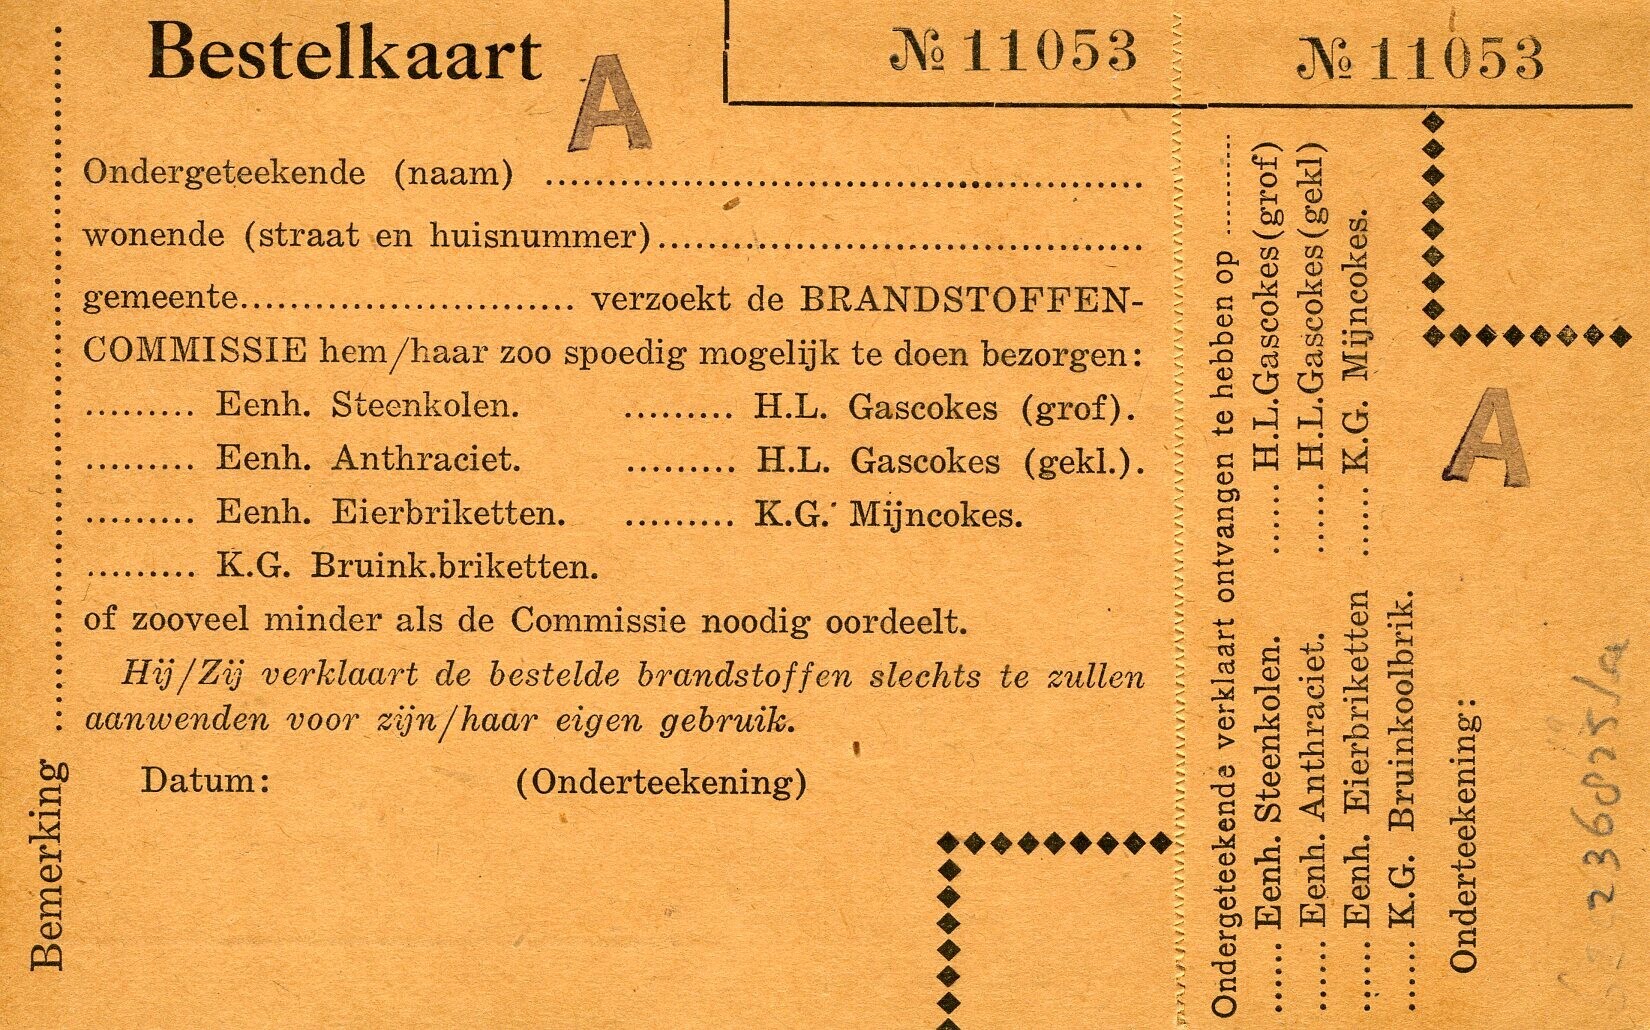 Bestelkaart
A
№ 11053
Ondergeteekende (naam) ..........
wonende (straat en huisnummer)..........
gemeente.......... verzoekt de BRANDSTOFFEN-
COMMISSIE hem/haar zoo spoedig mogelijk te doen bezorgen:
......... Eenh. Steenkolen. ......... H.L. Gascokes (grof).
......... Eenh. Anthraciet. ......... H.L. Gascokes (gekl.).
......... Eenh. Eierbriketten. ......... K.G. Mijncokes.
......... K.G. Bruink.briketten.
of zooveel minder als de Commissie noodig oordeelt.
Hij/Zij verklaart de bestelde brandstoffen slechts te zullen
aanwenden voor zijn/haar eigen gebruik.
Datum: (Onderteekening)
Bemerking ..........
№ 11053
Ondergeteekende verklaart ontvangen te hebben op ..........
...... Eenh. Steenkolen. ...... H.L. Gascokes (grof)
...... Eenh. Anthraciet. ...... H.L. Gascokes (gekl)
...... Eenh. Eierbriketten ...... K.G. Mijncokes.
...... K.G. Bruinkoolbrik.
Onderteekening:
A